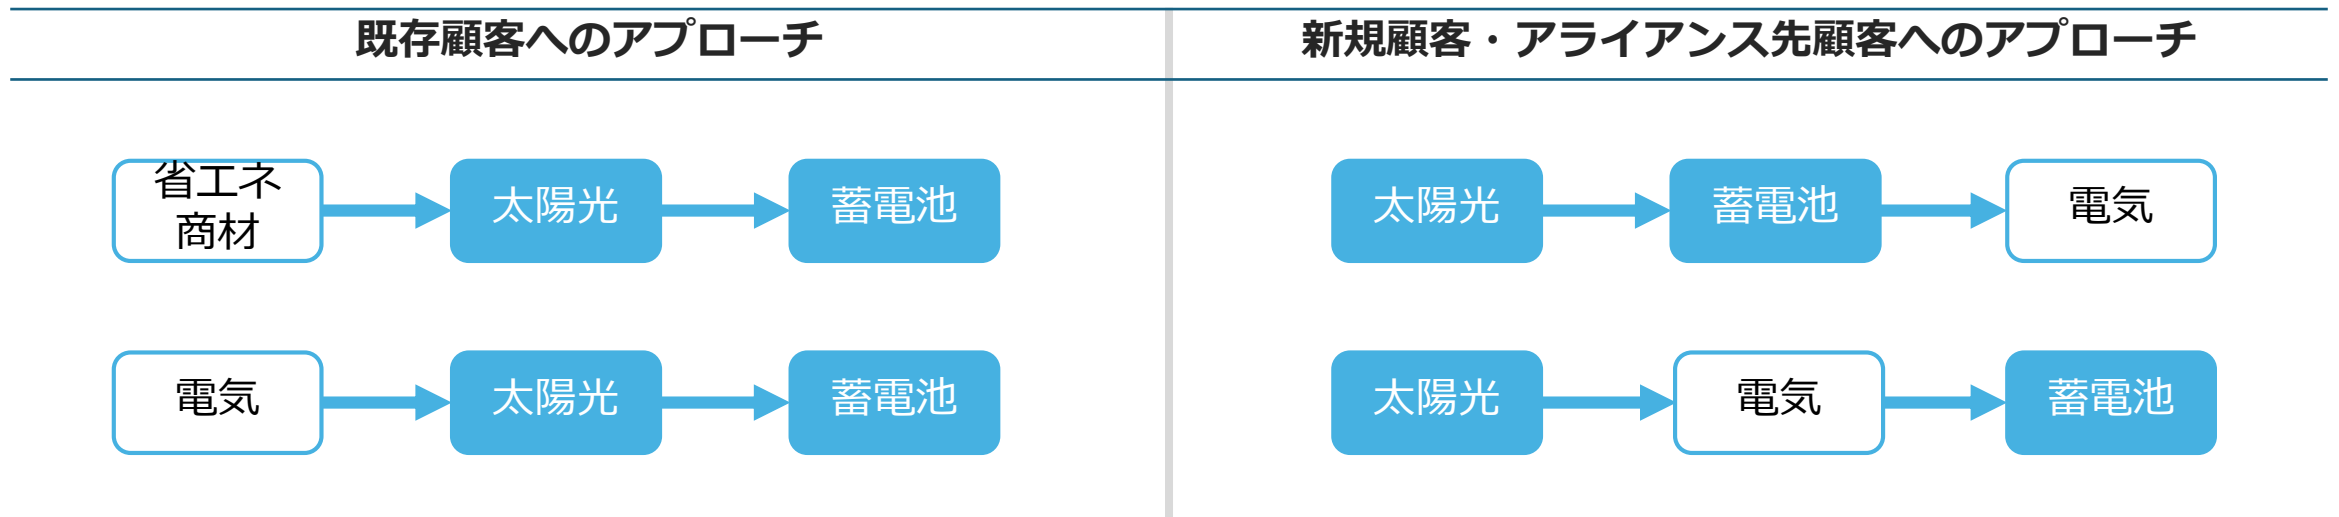 既存顧客へのアプローチ
省エネ
商材
太陽光
蓄電池
電気
太陽光
蓄電池
新規顧客・アライアンス先顧客へのアプローチ
太陽光
蓄電池
電気
太陽光
電気
蓄電池